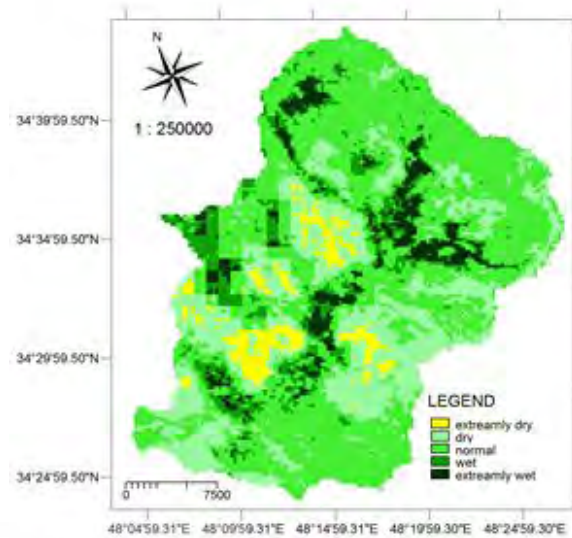 N
1 : 250000
34°39'59.50"N
34°34'59.50"N
34°29'59.50"N
34°24'59.50"N
LEGEND
extreamly dry
dry
normal
wet
extreamly wet
0 7500
48°04'59.31"E 48°09'59.31"E 48°14'59.31"E 48°19'59.30"E 48°24'59.30"E